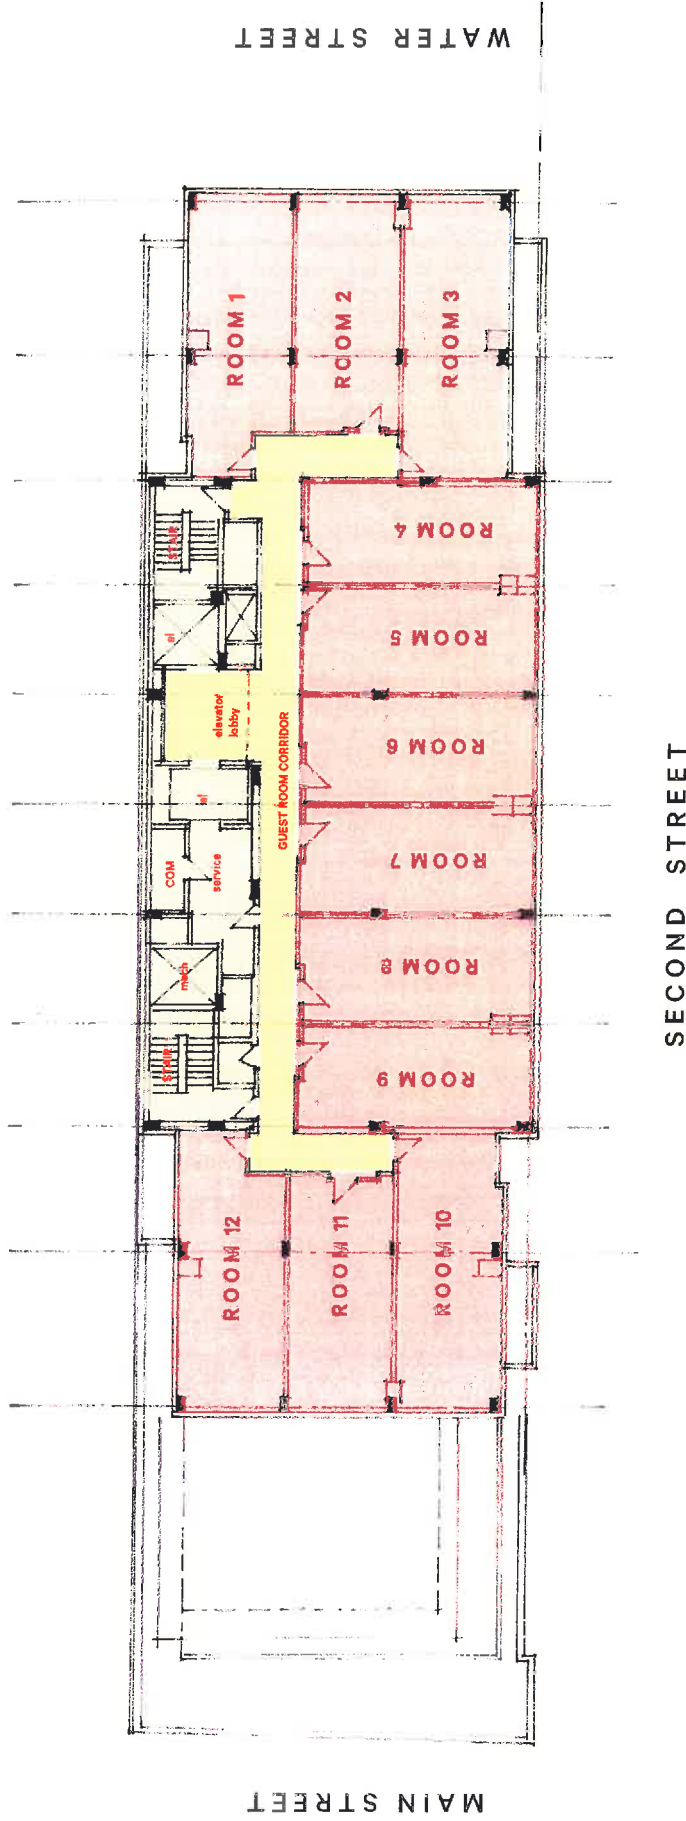 WATER STREET
ROOM 1
ROOM 2
ROOM 3
STAIR
ROOM 4
el
ROOM 5
elevator
lobby
GUEST ROOM CORRIDOR
ROOM 6
el
COM
service
ROOM 7
mech
ROOM 8
STAIR
ROOM 9
ROOM 12
ROOM 11
ROOM 10
SECOND STREET
MAIN STREET